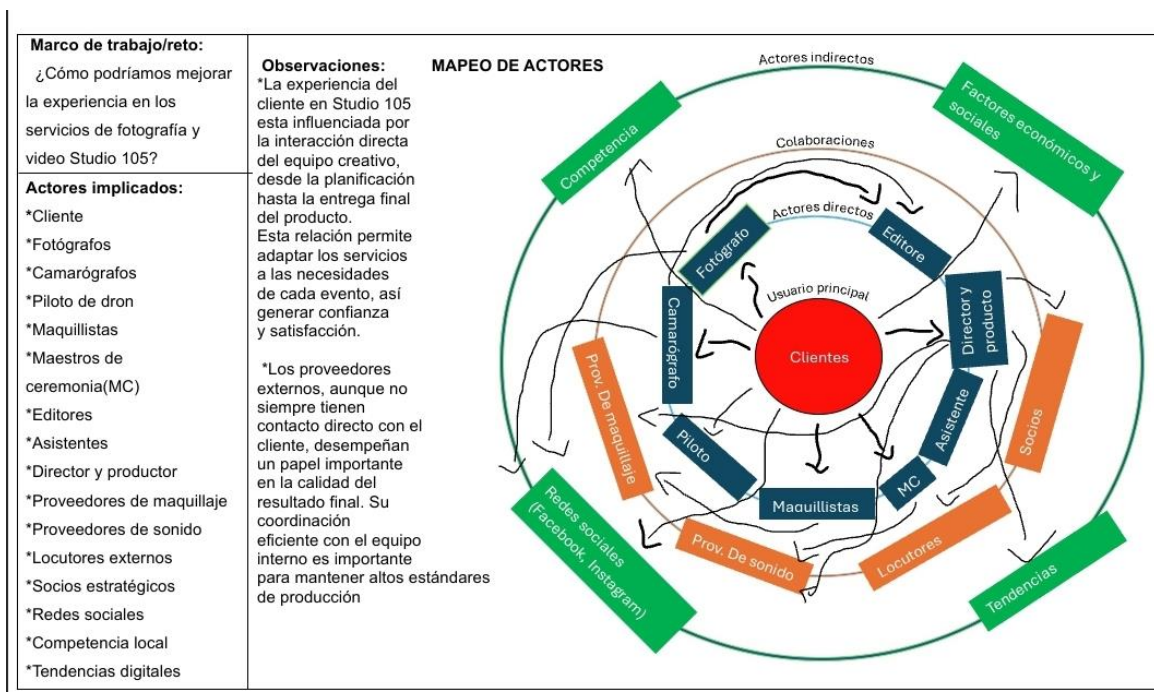 Marco de trabajo/reto:
¿Cómo podríamos mejorar
la experiencia en los
servicios de fotografía y
video Studio 105?
Actores implicados:
*Cliente
*Fotógrafos
*Camarógrafos
*Piloto de dron
*Maquillistas
*Maestros de
ceremonia(MC)
*Editores
*Asistentes
*Director y productor
*Proveedores de maquillaje
*Proveedores de sonido
*Locutores externos
*Socios estratégicos
*Redes sociales
*Competencia local
*Tendencias digitales
Observaciones:
*La experiencia del
cliente en Studio 105
esta influenciada por
la interacción directa
del equipo creativo,
desde la planificación
hasta la entrega final
del producto.
Esta relación permite
adaptar los servicios
a las necesidades
de cada evento, así
generar confianza
y satisfacción.
*Los proveedores
externos, aunque no
siempre tienen
contacto directo con el
cliente, desempeñan
un papel importante
en la calidad del
resultado final. Su
coordinación
eficiente con el equipo
interno es importante
para mantener altos estándares
de producción
MAPEO DE ACTORES
Actores indirectos
Competencia
Factores económicos y
sociales
Colaboraciones
Actores directos
Fotógrafo
Editore
Usuario principal
Clientes
Camarógrafo
Director y
producto
Prov. De maquillaje
Socios
Piloto
Asistente
MC
Maquillistas
Redes sociales
(Facebook, Instagram)
Prov. De sonido
Locutores
Tendencias